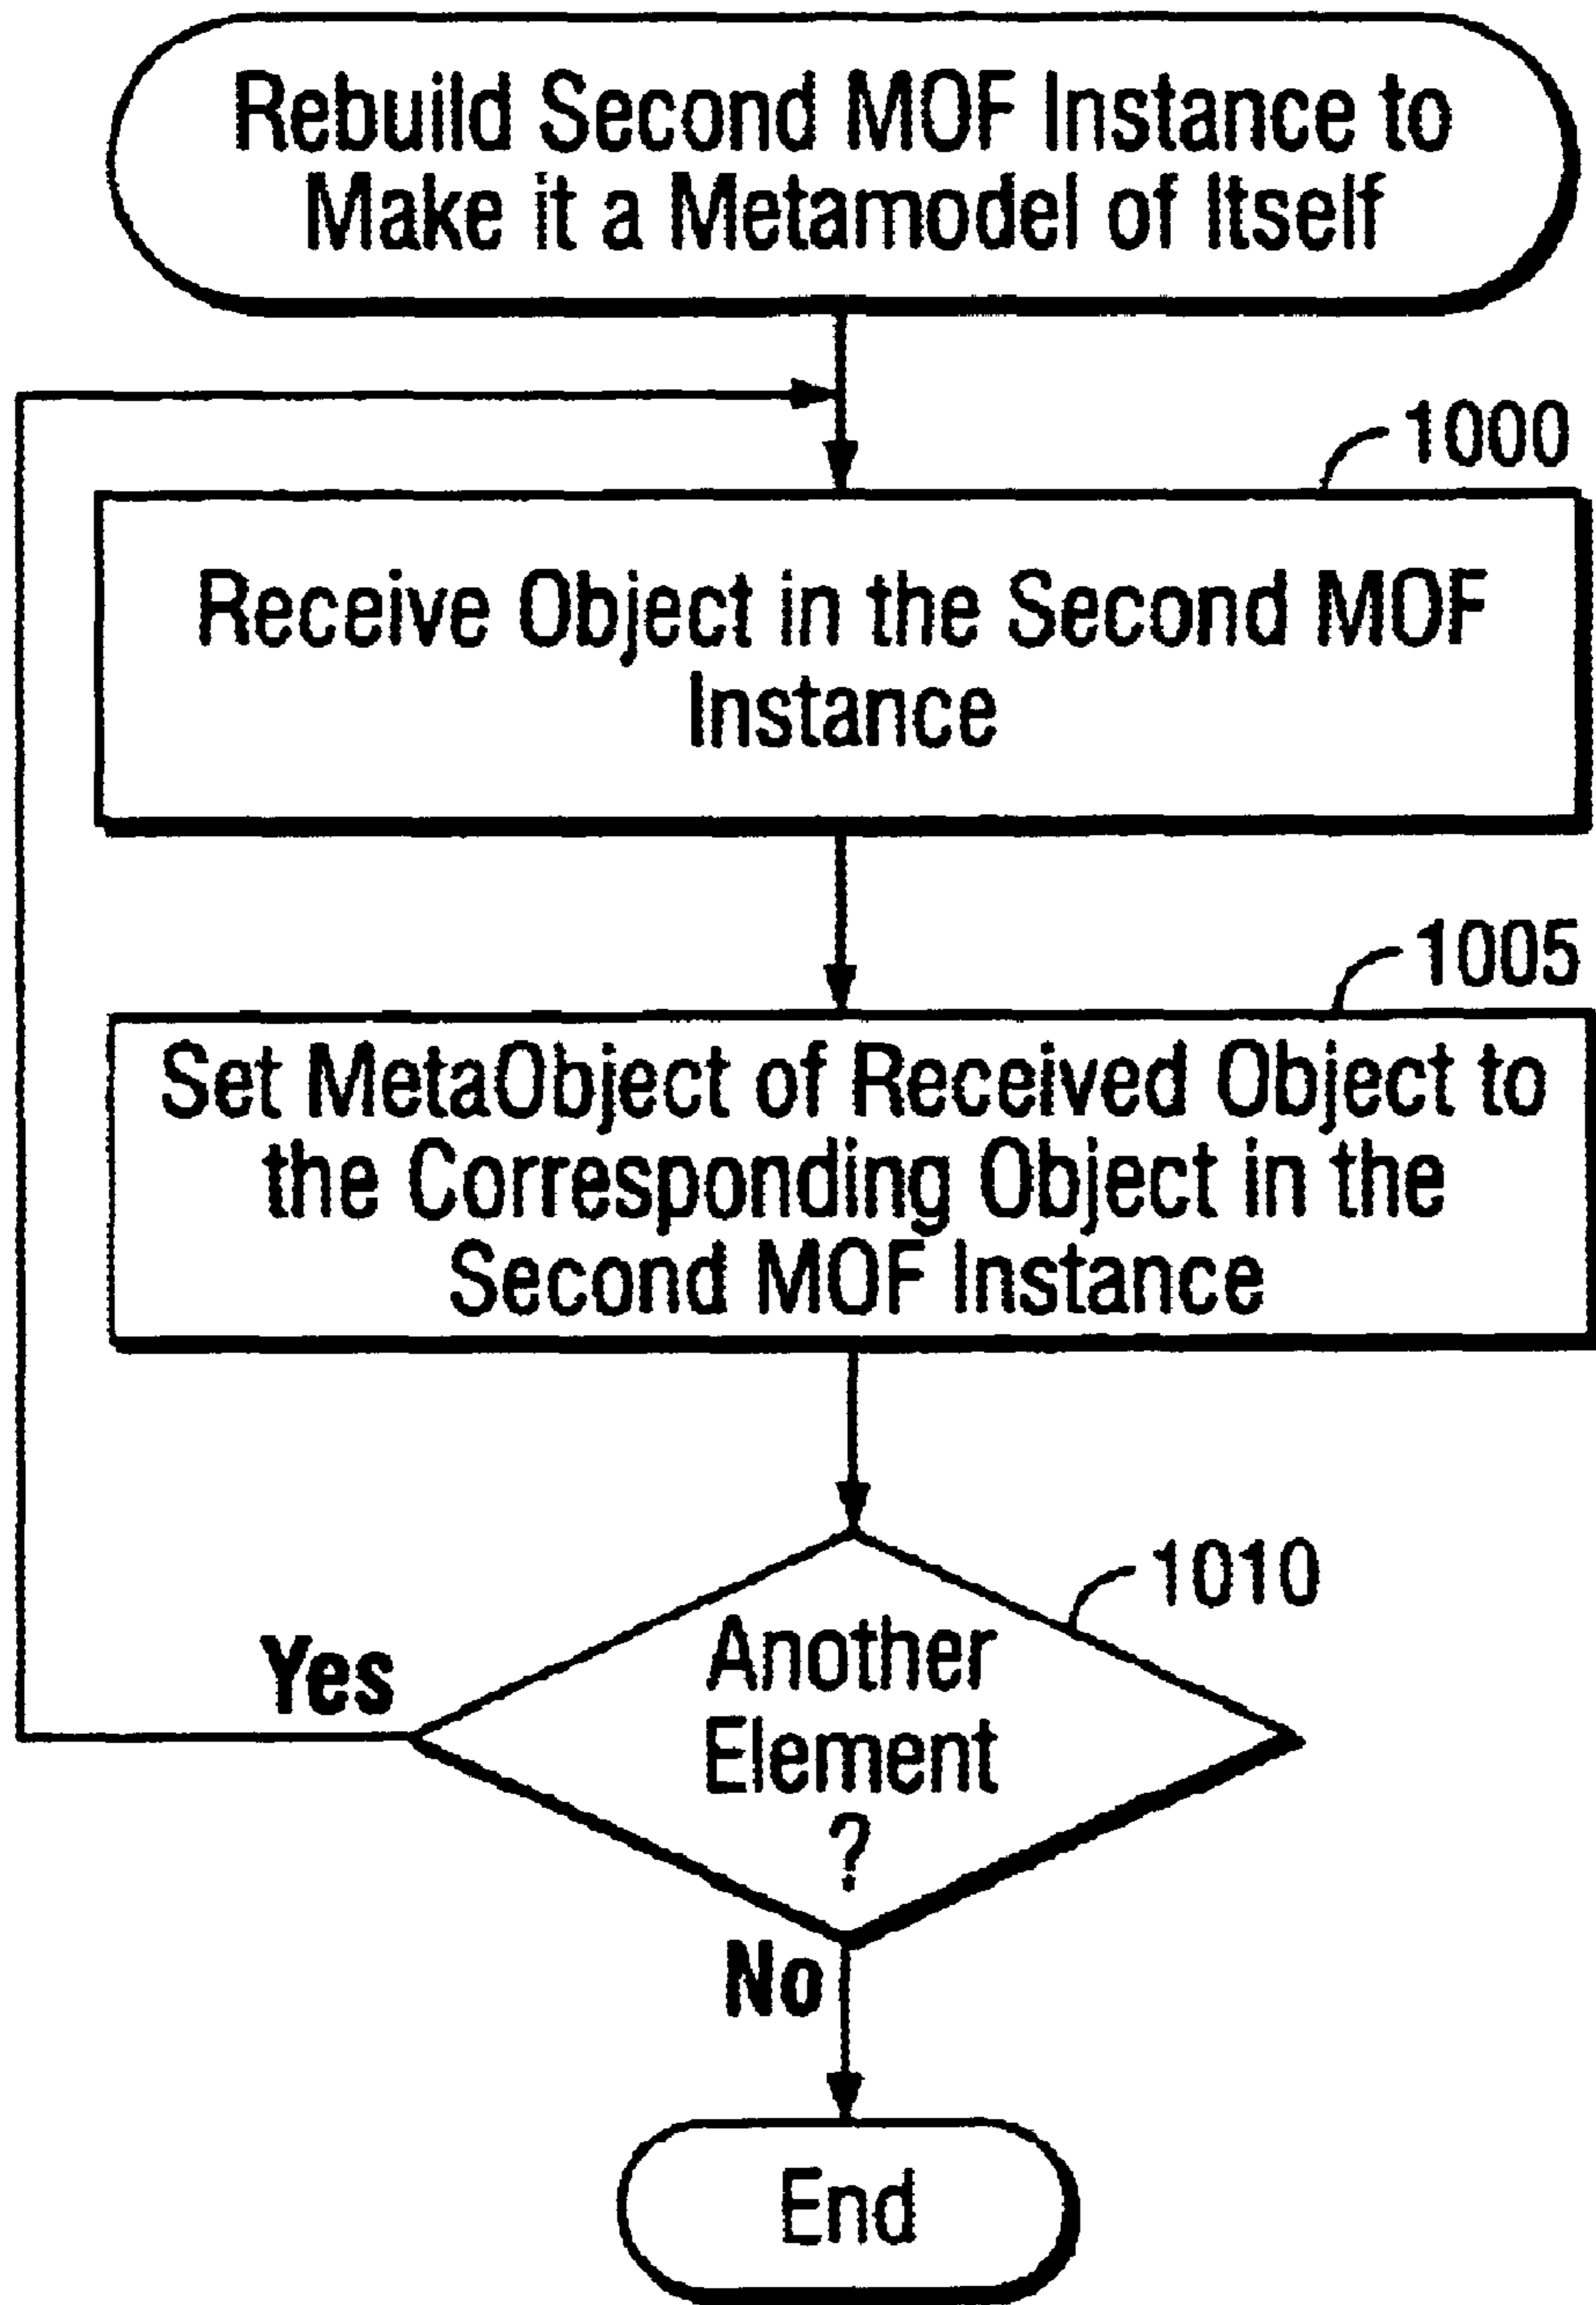 Rebuild Second MOF Instance to
Make it a Metamodel of Itself
1000
Receive Object in the Second MOF
Instance
1005
Set MetaObject of Received Object to
the Corresponding Object in the
Second MOF Instance
1010
Another
Element
?
Yes
No
End